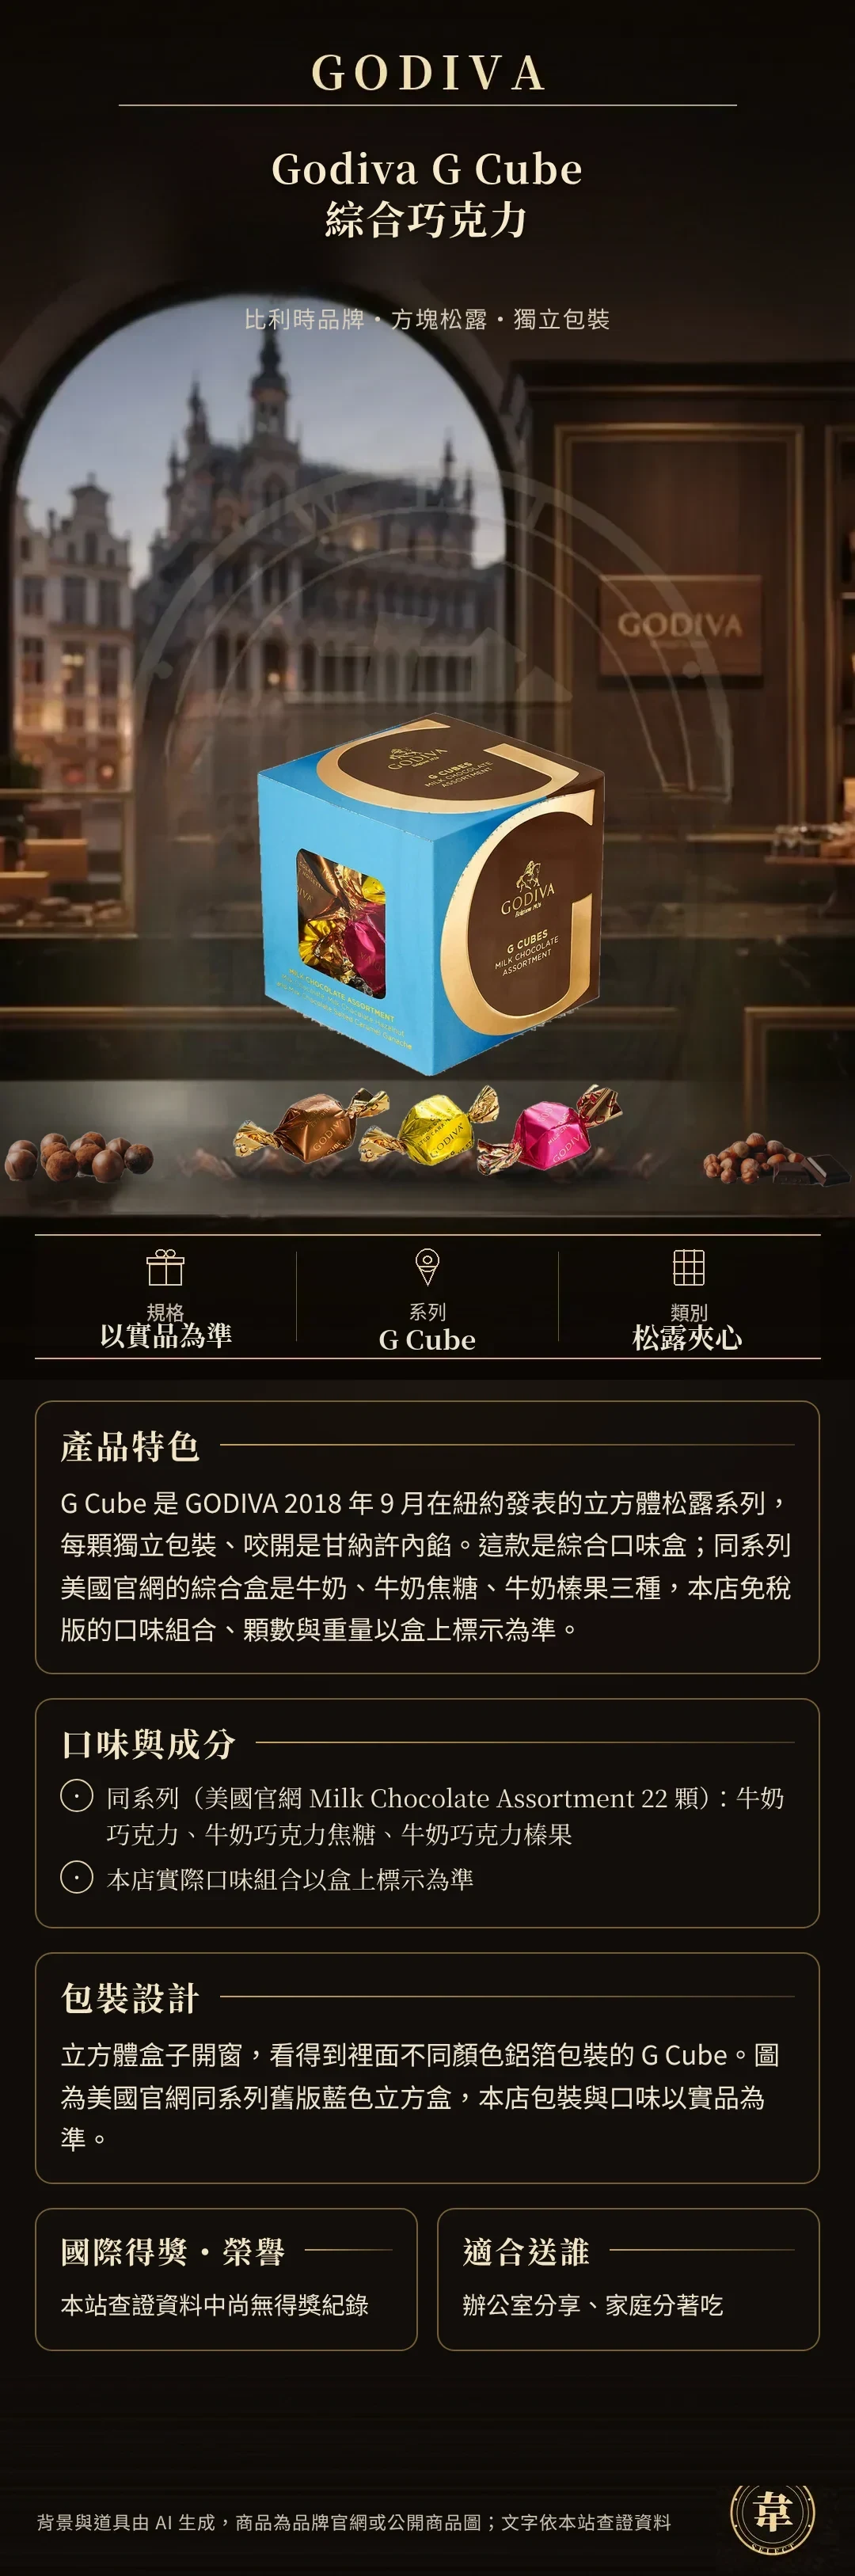 GODIVA
Godiva G Cube
綜合巧克力
比利時品牌・方塊松露・獨立包裝
W E I
GODIVA
GODIVA
G CUBES
MILK CHOCOLATE
ASSORTMENT
GODIVA
G CUBES
MILK CHOCOLATE
ASSORTMENT
MILK CHOCOLATE ASSORTMENT
GODIVA
GODIVA
GODIVA
規格
以實品為準
系列
G Cube
類別
松露夾心
產品特色
G Cube 是 GODIVA 2018 年 9 月在紐約發表的立方體松露系列，
每顆獨立包裝、咬開是甘納許內餡。這款是綜合口味盒；同系列
美國官網的綜合盒是牛奶、牛奶焦糖、牛奶榛果三種，本店免稅
版的口味組合、顆數與重量以盒上標示為準。
口味與成分
同系列（美國官網 Milk Chocolate Assortment 22 顆）：牛奶
巧克力、牛奶巧克力焦糖、牛奶巧克力榛果
本店實際口味組合以盒上標示為準
包裝設計
立方體盒子開窗，看得到裡面不同顏色鋁箔包裝的 G Cube。圖
為美國官網同系列舊版藍色立方盒，本店包裝與口味以實品為
準。
國際得獎・榮譽
本站查證資料中尚無得獎紀錄
適合送誰
辦公室分享、家庭分著吃
背景與道具由 AI 生成，商品為品牌官網或公開商品圖；文字依本站查證資料
韋
SELECT